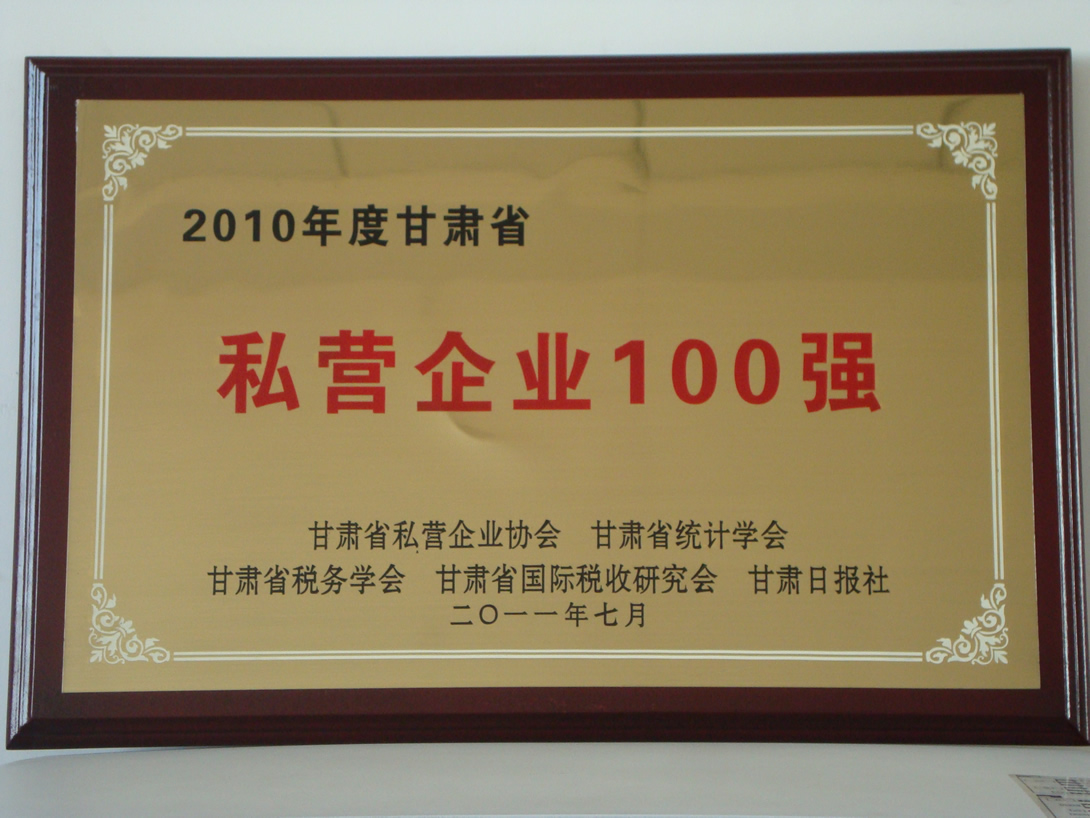 2010年度甘肃省
私营企业100强
甘肃省私营企业协会 甘肃省统计学会
甘肃省税务学会 甘肃省国际税收研究会 甘肃日报社
二〇一一年七月